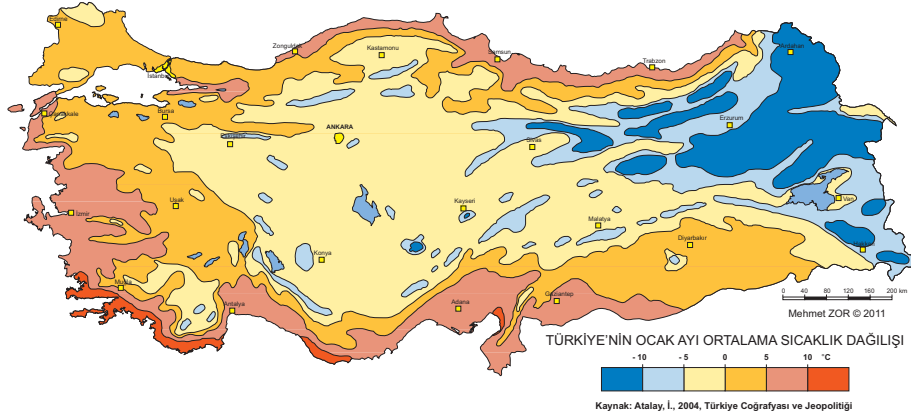 Edirne
Zonguldak
Kastamonu
Samsun
Ardahan
İstanbul
Trabzon
Çanakkale
Bursa
Eskişehir
ANKARA
Sivas
Erzurum
İzmir
Uşak
Kayseri
Malatya
Van
Konya
Diyarbakır
Hakkari
Muğla
Antalya
Adana
Gaziantep
0 40 80 120 160 200 km
Mehmet ZOR © 2011
TÜRKİYE'NİN OCAK AYI ORTALAMA SICAKLIK DAĞILIŞI
- 10 - 5 0 5 10 °C
Kaynak: Atalay, İ., 2004, Türkiye Coğrafyası ve Jeopolitiği